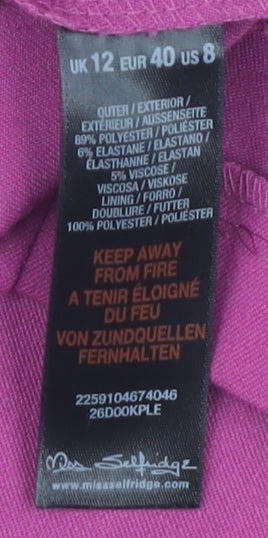 UK 12 EUR 40 US 8
OUTER / EXTERIOR /
EXTÉRIEUR / AUSSENSEITE
89% POLYESTER / POLIÉSTER
6% ELASTANE / ELASTANO /
ÉLASTHANNE / ELASTAN
5% VISCOSE /
VISCOSA / VISKOSE
LINING / FORRO /
DOUBLURE / FUTTER
100% POLYESTER / POLIÉSTER
KEEP AWAY
FROM FIRE
A TENIR ÉLOIGNÉ
DU FEU
VON ZUNDQUELLEN
FERNHALTEN
2259104674046
26D00KPLE
Miss Selfridge
www.missselfridge.com